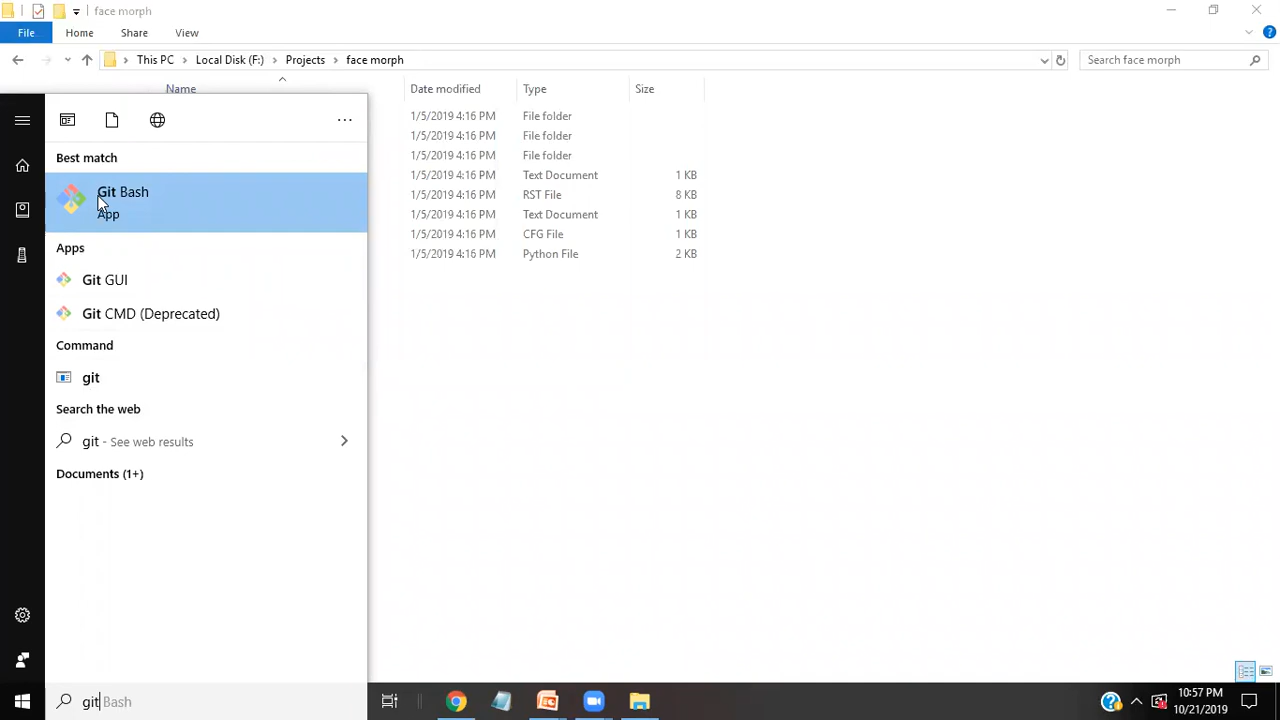 face morph
File Home Share View
This PC Local Disk (F:) Projects face morph Search face morph
Name Date modified Type Size
1/5/2019 4:16 PM File folder
1/5/2019 4:16 PM File folder
1/5/2019 4:16 PM File folder
1/5/2019 4:16 PM Text Document 1 KB
1/5/2019 4:16 PM RST File 8 KB
1/5/2019 4:16 PM Text Document 1 KB
1/5/2019 4:16 PM CFG File 1 KB
1/5/2019 4:16 PM Python File 2 KB
Best match
Git Bash
App
Apps
Git GUI
Git CMD (Deprecated)
Command
git
Search the web
git - See web results
Documents (1+)
git Bash
10:57 PM
10/21/2019